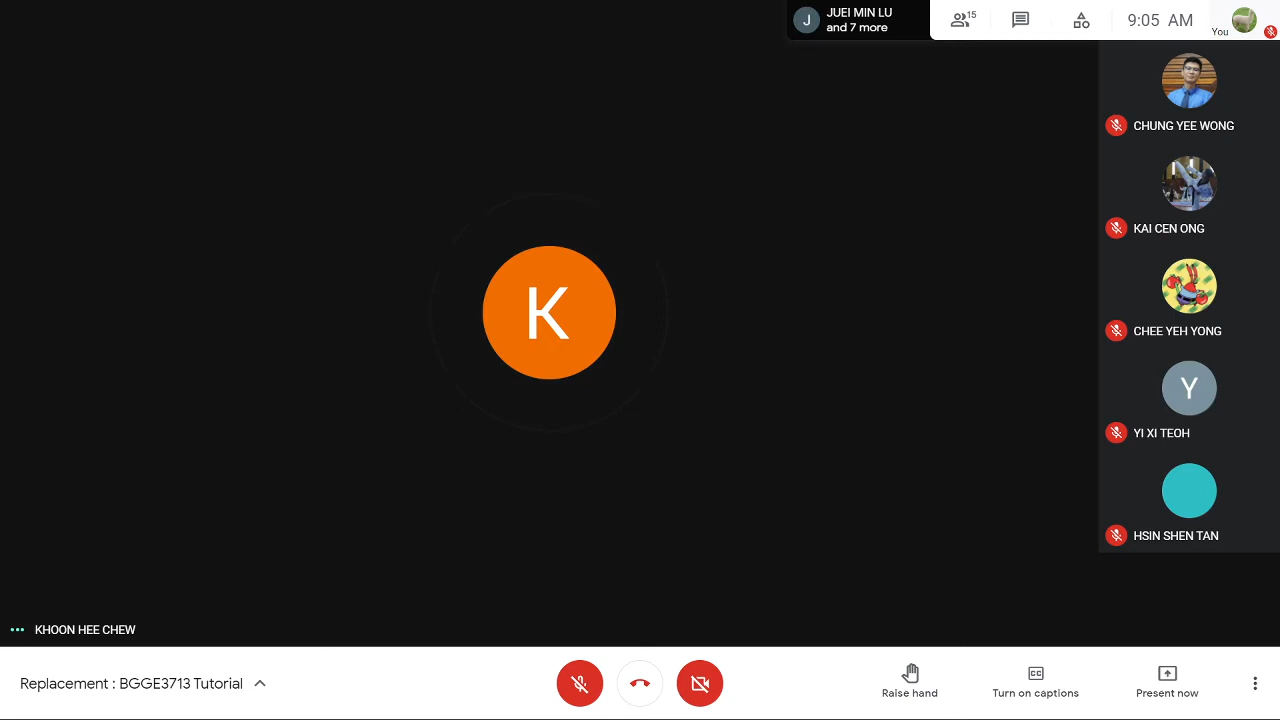 JUEI MIN LU
and 7 more
J
15
9:05 AM
You
CHUNG YEE WONG
KAI CEN ONG
CHEE YEH YONG
Y
YI XI TEOH
HSIN SHEN TAN
K
KHOON HEE CHEW
Replacement : BGGE3713 Tutorial
CC
Raise hand
Turn on captions
Present now